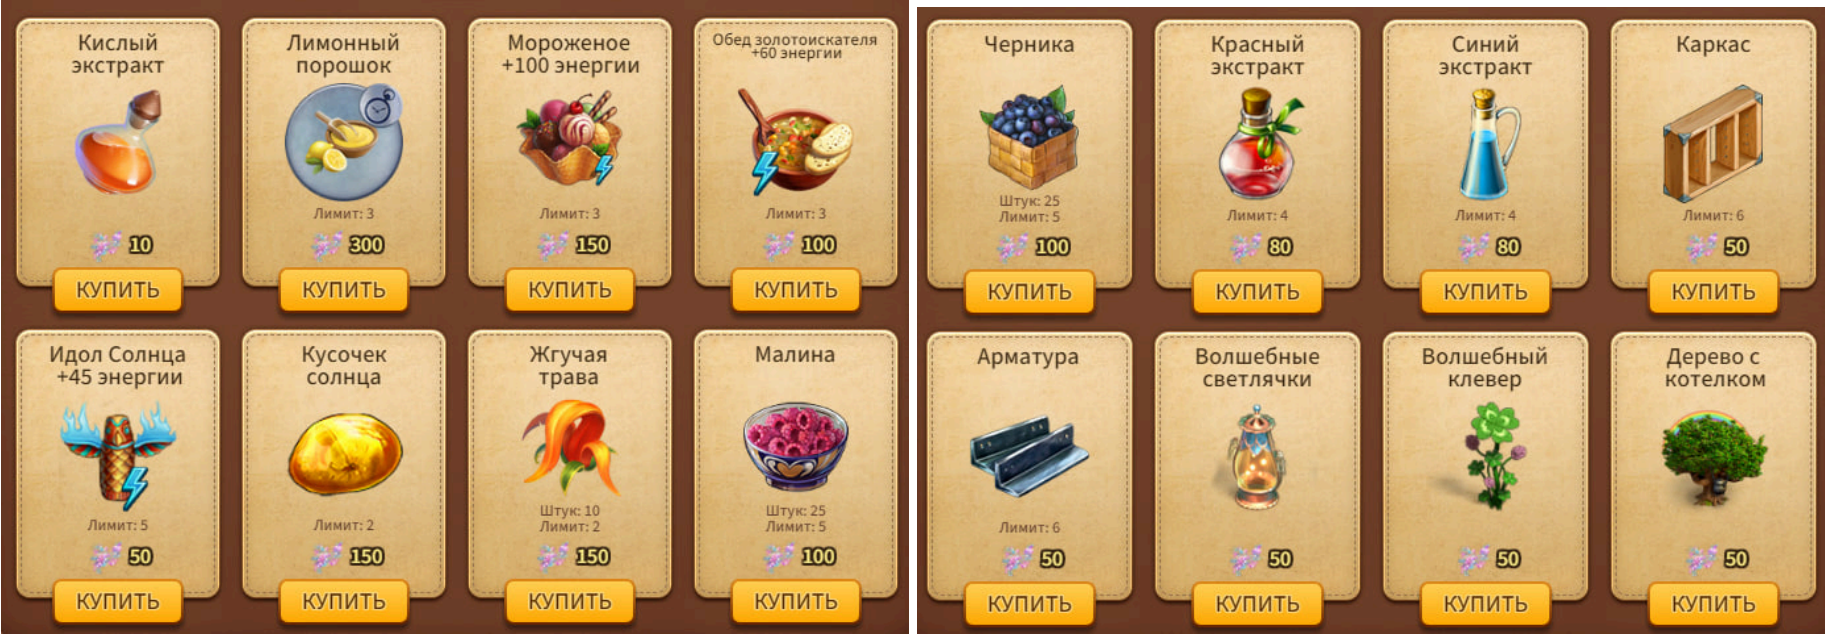 Кислый
экстракт
10
КУПИТЬ
Лимонный
порошок
Лимит: 3
300
КУПИТЬ
Мороженое
+100 энергии
Лимит: 3
150
КУПИТЬ
Обед золотоискателя
+60 энергии
Лимит: 3
100
КУПИТЬ
Черника
Штук: 25
Лимит: 5
100
КУПИТЬ
Красный
экстракт
Лимит: 4
80
КУПИТЬ
Синий
экстракт
Лимит: 4
80
КУПИТЬ
Каркас
Лимит: 6
50
КУПИТЬ
Идол Солнца
+45 энергии
Лимит: 5
50
КУПИТЬ
Кусочек
солнца
Лимит: 2
150
КУПИТЬ
Жгучая
трава
Штук: 10
Лимит: 2
150
КУПИТЬ
Малина
Штук: 25
Лимит: 5
100
КУПИТЬ
Арматура
Лимит: 6
50
КУПИТЬ
Волшебные
светлячки
50
КУПИТЬ
Волшебный
клевер
50
КУПИТЬ
Дерево с
котелком
50
КУПИТЬ